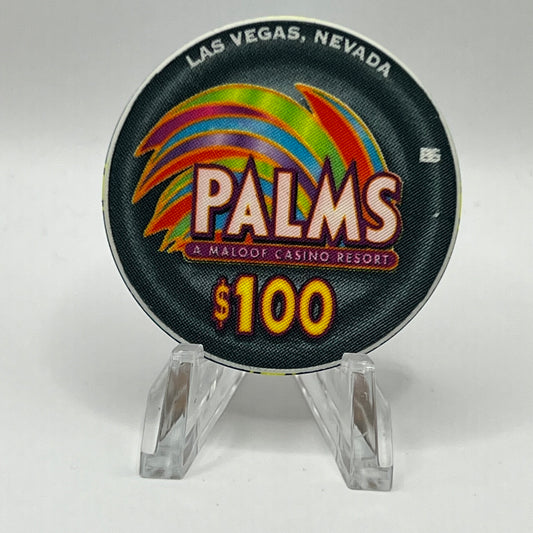 LAS VEGAS, NEVADA
PALMS
A MALOOF CASINO RESORT
$100